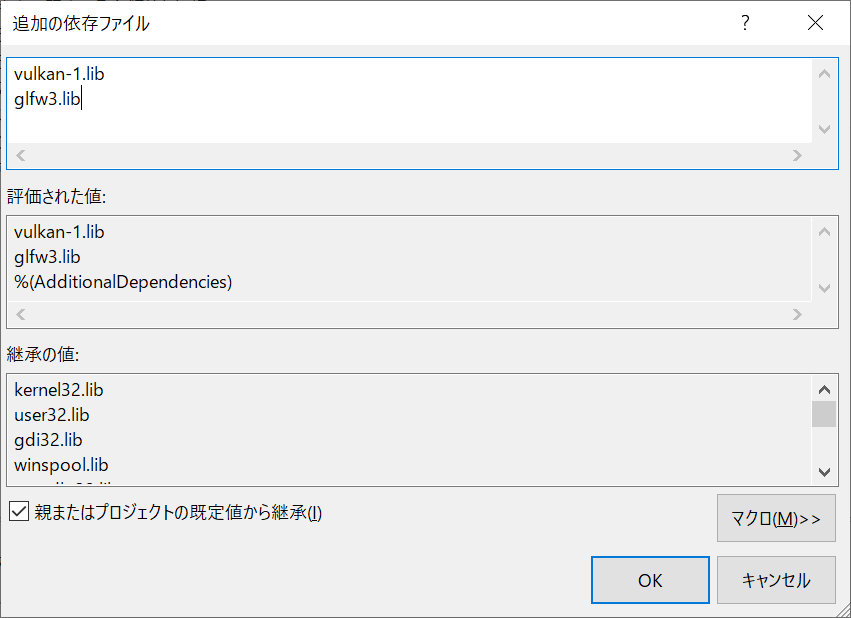 追加の依存ファイル
?
vulkan-1.lib
glfw3.lib
評価された値:
vulkan-1.lib
glfw3.lib
%(AdditionalDependencies)
継承の値:
kernel32.lib
user32.lib
gdi32.lib
winspool.lib
親またはプロジェクトの既定値から継承(I)
マクロ(M)>>
OK
キャンセル